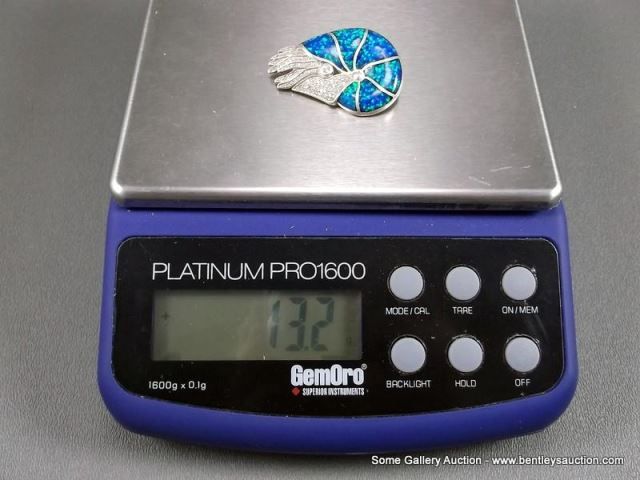 PLATINUM PRO1600
13.2
1600g x 0.1g
GemOro®
SUPERIOR INSTRUMENTS
MODE/CAL TARE ON/MEM
BACKLIGHT HOLD OFF
Some Gallery Auction - www.bentleysauction.com